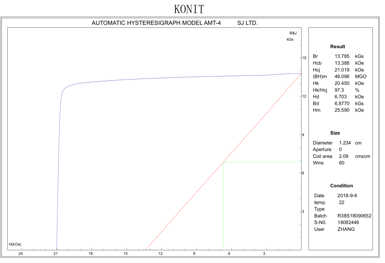 KONIT
AUTOMATIC HYSTERESIGRAPH MODEL AMT-4 SJ LTD.
B&J
KGs
15
12
9
6
3
H(kOe)
24 21 18 15 12 9 6 3
Result
Br 13.785 kGs
Hcb 13.388 kOe
Hcj 21.019 kOe
(BH)m 46.096 MGO
Hk 20.450 kOe
Hk/Hcj 97.3 %
Hd 6.703 kOe
Bd 6.8770 kGs
Hm 25.590 kOe
Size
Diameter 1.234 cm
Aperture 0
Coil area 2.09 cmxcm
Wins 60
Condition
Date 2018-9-6
temp. 22
Type
Batch R38S18090652
S-N0. 18082446
User ZHANG